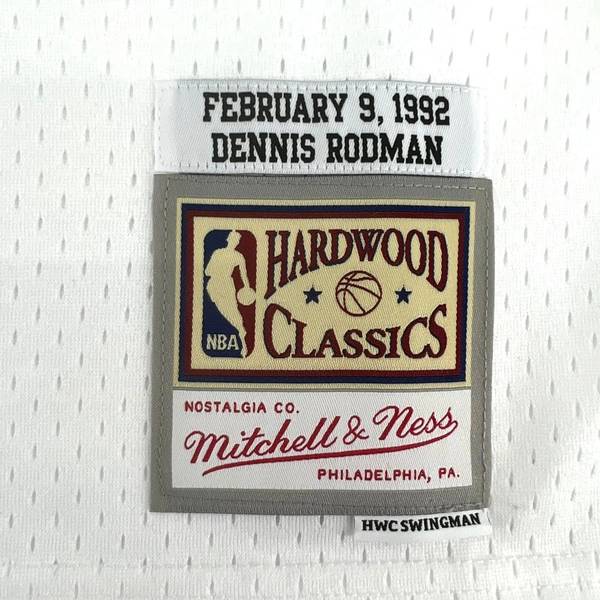 FEBRUARY 9, 1992
DENNIS RODMAN
HARDWOOD
NBA
CLASSICS
NOSTALGIA CO.
Mitchell & Ness
PHILADELPHIA, PA.
HWC SWINGMAN